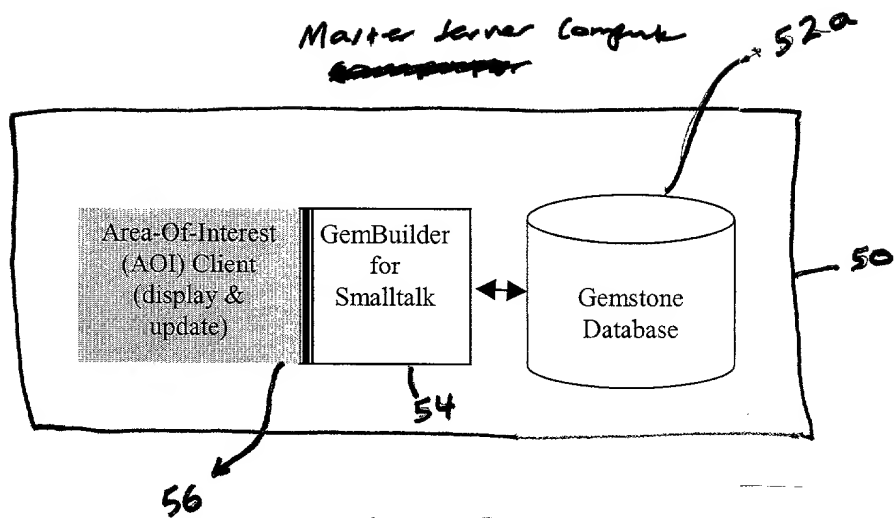 Master Server Compute
52a
50
Area-Of-Interest
(AOI) Client
(display &
update)
GemBuilder
for
Smalltalk
Gemstone
Database
54
56